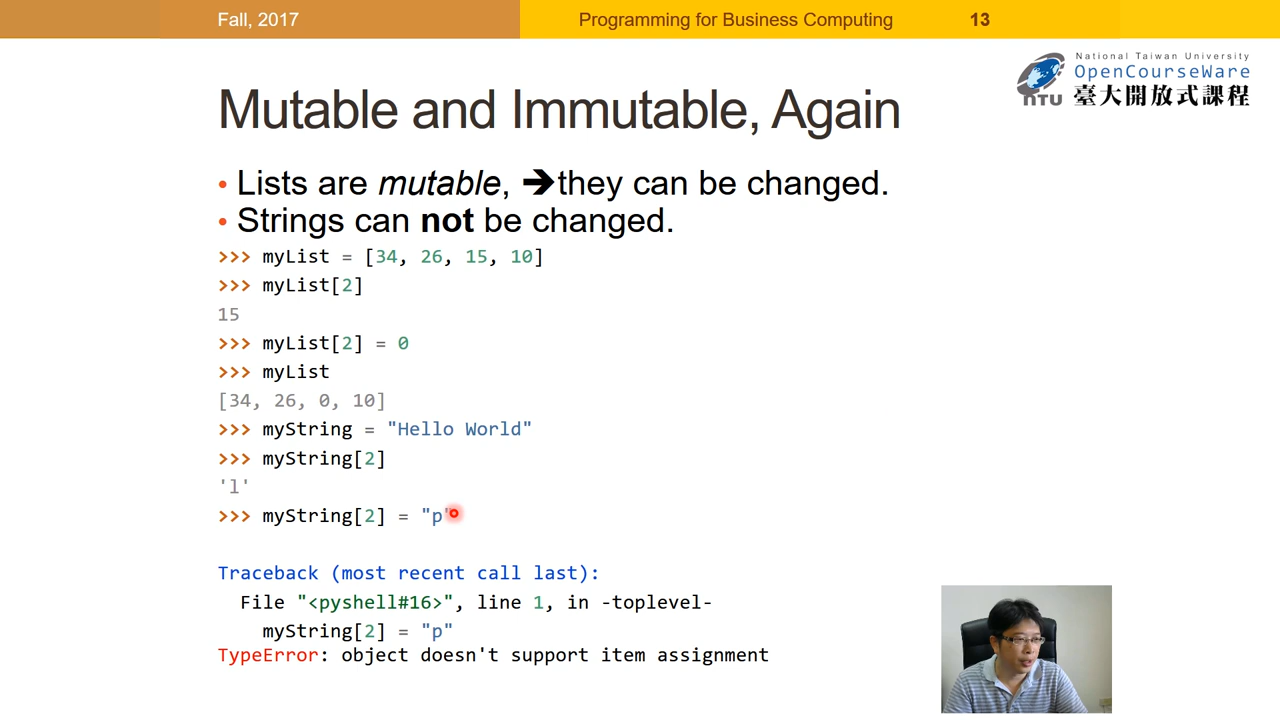 Fall, 2017
Programming for Business Computing
13
National Taiwan University
OpenCourseWare
NTU 臺大開放式課程
Mutable and Immutable, Again
• Lists are mutable, ➔they can be changed.
• Strings can not be changed.
>>> myList = [34, 26, 15, 10]
>>> myList[2]
15
>>> myList[2] = 0
>>> myList
[34, 26, 0, 10]
>>> myString = "Hello World"
>>> myString[2]
'l'
>>> myString[2] = "p"
Traceback (most recent call last):
File "<pyshell#16>", line 1, in -toplevel-
myString[2] = "p"
TypeError: object doesn't support item assignment